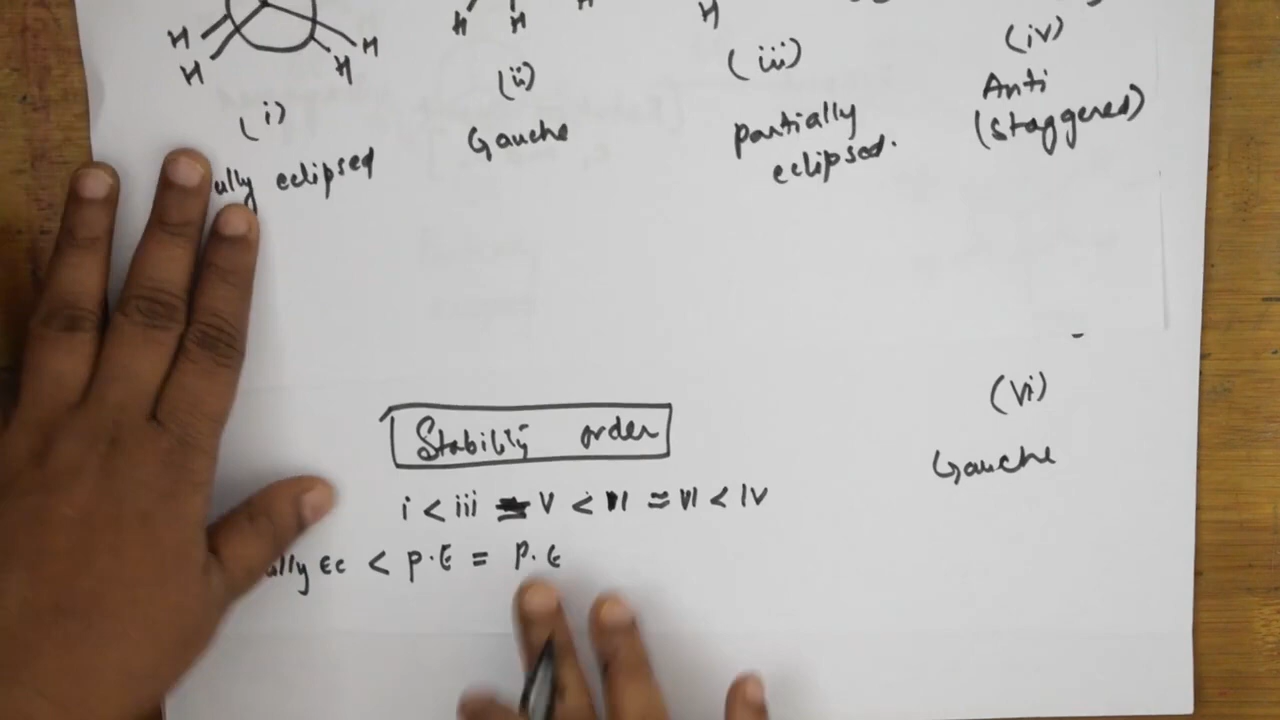 H H H H
H H
H
(i)
(ii)
(iii)
(iv)
ully eclipsed
Gauche
partially
eclipsed.
Anti
(staggered)
(vi)
Gauche
Stability order
i < iii = V < VI ≈ VI < IV
ully Ec < P.E = P.E